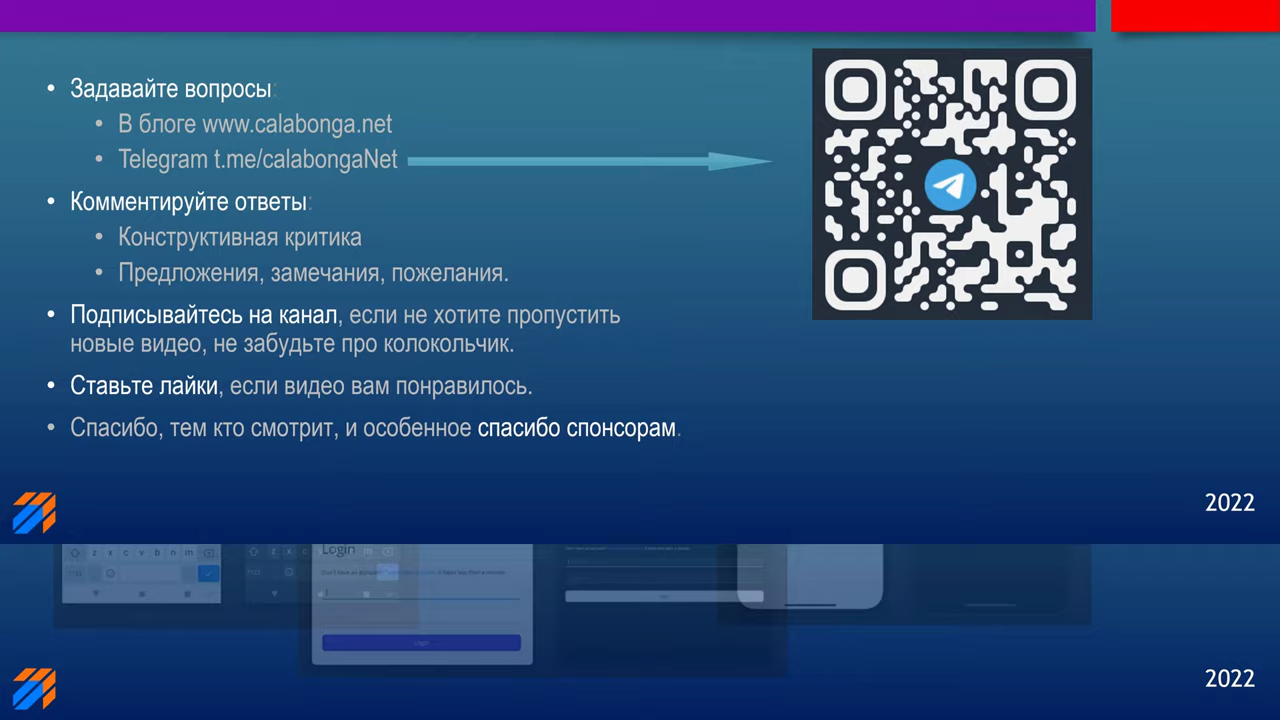 Задавайте вопросы:
В блоге www.calabonga.net
Telegram t.me/calabongaNet
Комментируйте ответы:
Конструктивная критика
Предложения, замечания, пожелания.
Подписывайтесь на канал, если не хотите пропустить
новые видео, не забудьте про колокольчик.
Ставьте лайки, если видео вам понравилось.
Спасибо, тем кто смотрит, и особенное спасибо спонсорам.
2022
z x c v b n m
z x c v m
Login
Login
2022